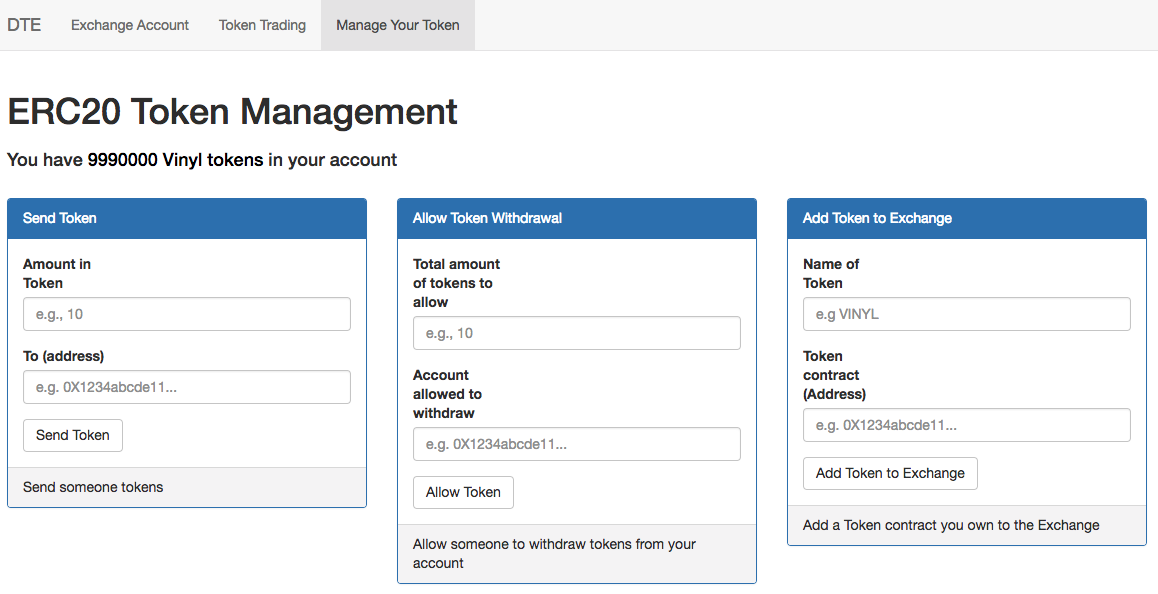 DTE Exchange Account Token Trading Manage Your Token
ERC20 Token Management
You have 9990000 Vinyl tokens in your account
Send Token
Amount in
Token
e.g., 10
To (address)
e.g. 0X1234abcde11...
Send Token
Send someone tokens
Allow Token Withdrawal
Total amount
of tokens to
allow
e.g., 10
Account
allowed to
withdraw
e.g. 0X1234abcde11...
Allow Token
Allow someone to withdraw tokens from your
account
Add Token to Exchange
Name of
Token
e.g VINYL
Token
contract
(Address)
e.g. 0X1234abcde11...
Add Token to Exchange
Add a Token contract you own to the Exchange